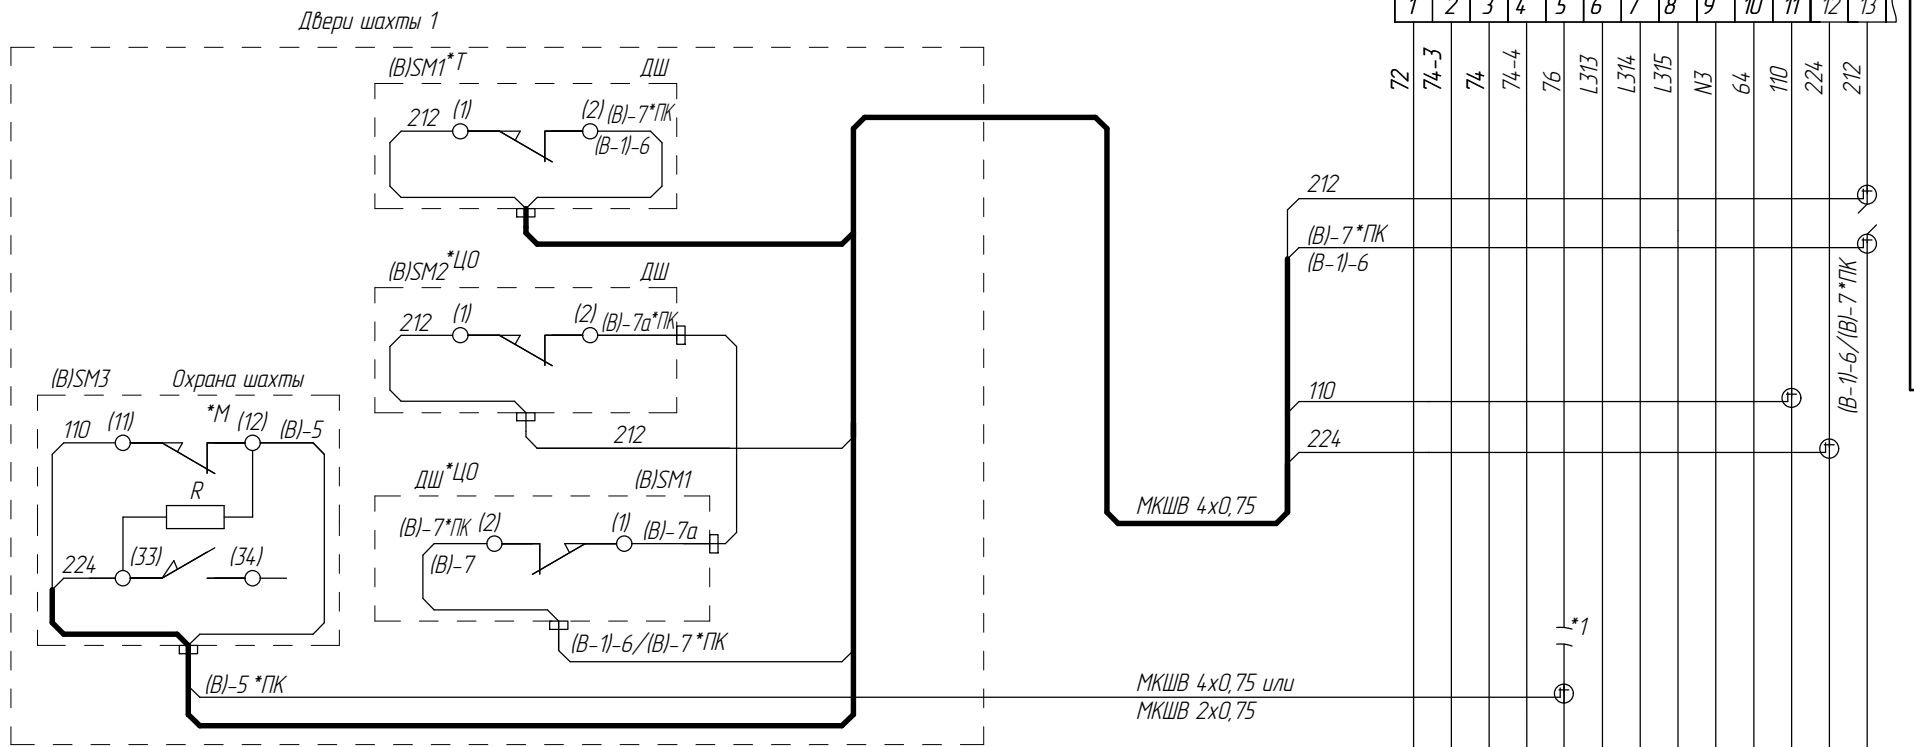 Двери шахты 1
1 2 3 4 5 6 7 8 9 10 11 12 13
72 74-3 74 74-4 76 L313 L314 L315 N3 64 110 224 212
(В)SM1*Т ДШ
212 (1) (2) (В)-7*ПК
(В-1)-6
(В)SM2*ЦО ДШ
212 (1) (2) (В)-7а*ПК
212
(В)SM3 Охрана шахты
*М
110 (11) (12) (В)-5
R
224 (33) (34)
ДШ*ЦО (В)SM1
(В)-7*ПК (2) (1) (В)-7а
(В)-7
(В-1)-6/(В)-7*ПК
(В)-5 *ПК
212
(В)-7*ПК
(В-1)-6
(В-1)-6/(В)-7*ПК
110
224
МКШВ 4х0,75
*1
МКШВ 4х0,75 или
МКШВ 2х0,75